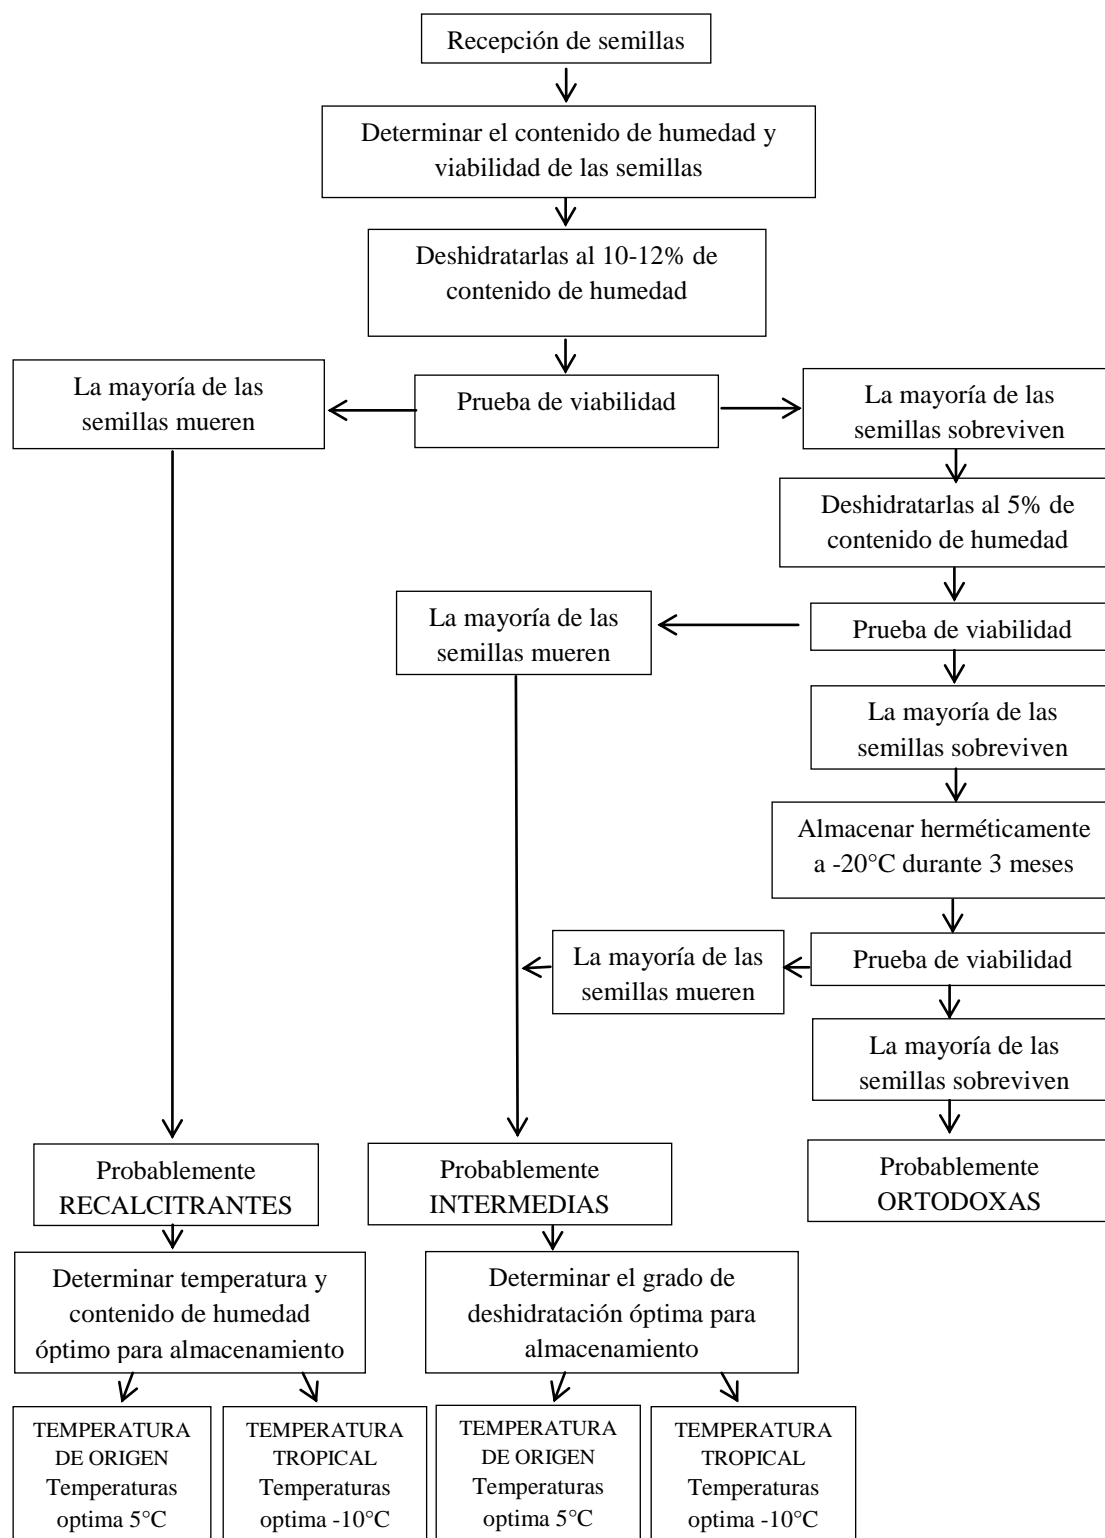 Recepción de semillas
Determinar el contenido de humedad y
viabilidad de las semillas
Deshidratarlas al 10-12% de
contenido de humedad
La mayoría de las
semillas mueren
Prueba de viabilidad
La mayoría de las
semillas sobreviven
Deshidratarlas al 5% de
contenido de humedad
La mayoría de las
semillas mueren
Prueba de viabilidad
La mayoría de las
semillas sobreviven
Almacenar herméticamente
a -20°C durante 3 meses
La mayoría de las
semillas mueren
Prueba de viabilidad
La mayoría de las
semillas sobreviven
Probablemente
RECALCITRANTES
Probablemente
INTERMEDIAS
Probablemente
ORTODOXAS
Determinar temperatura y
contenido de humedad
óptimo para almacenamiento
Determinar el grado de
deshidratación óptima para
almacenamiento
TEMPERATURA
DE ORIGEN
Temperaturas
optima 5°C
TEMPERATURA
TROPICAL
Temperaturas
optima -10°C
TEMPERATURA
DE ORIGEN
Temperaturas
optima 5°C
TEMPERATURA
TROPICAL
Temperaturas
optima -10°C